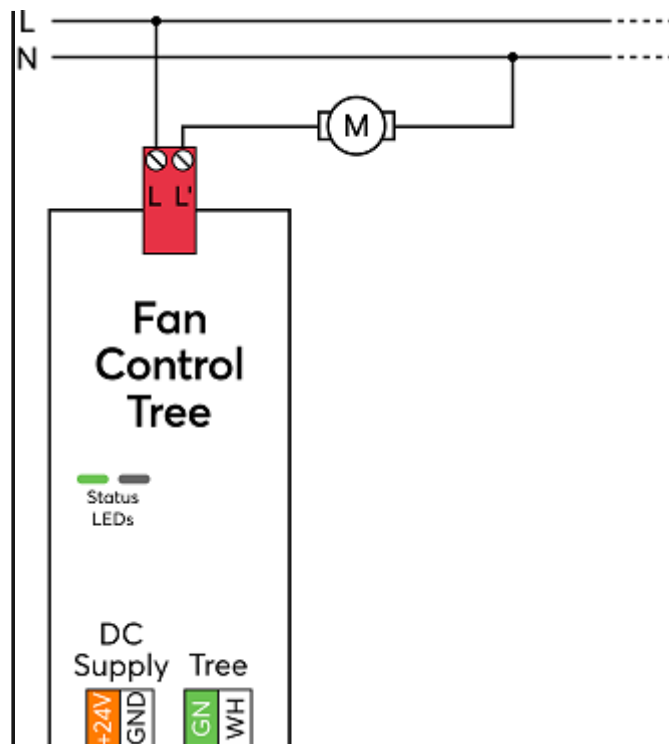 L
N
M
L L'
Fan
Control
Tree
Status
LEDs
DC
Supply Tree
+24V GND GN WH